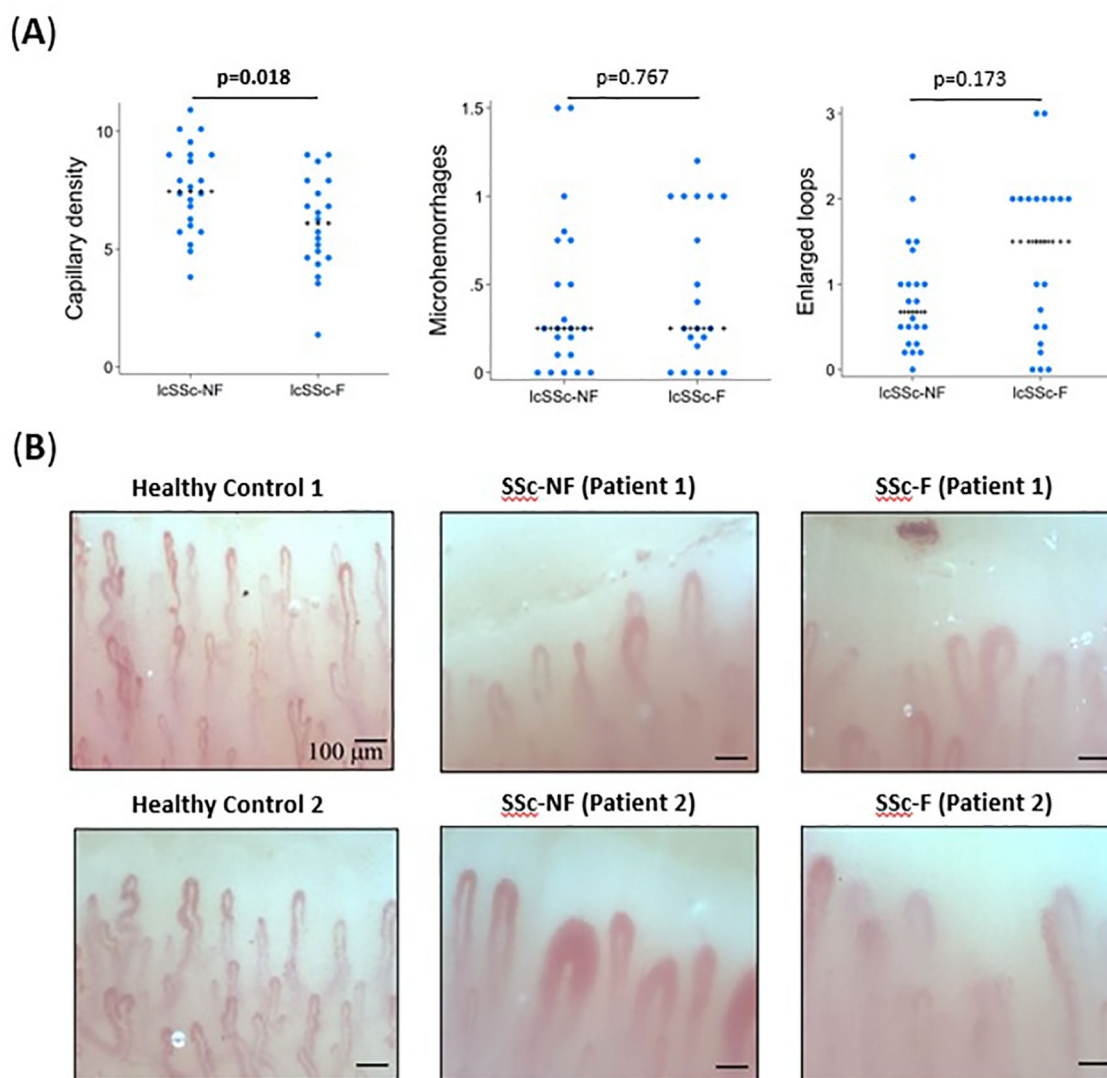 (A)
p=0.018
p=0.767
p=0.173
Capillary density
10
5
0
lcSSc-NF
lcSSc-F
Microhemorrhages
1.5
1
.5
0
lcSSc-NF
lcSSc-F
Enlarged loops
3
2
1
0
lcSSc-NF
lcSSc-F
(B)
Healthy Control 1
SSc-NF (Patient 1)
SSc-F (Patient 1)
100 µm
Healthy Control 2
SSc-NF (Patient 2)
SSc-F (Patient 2)